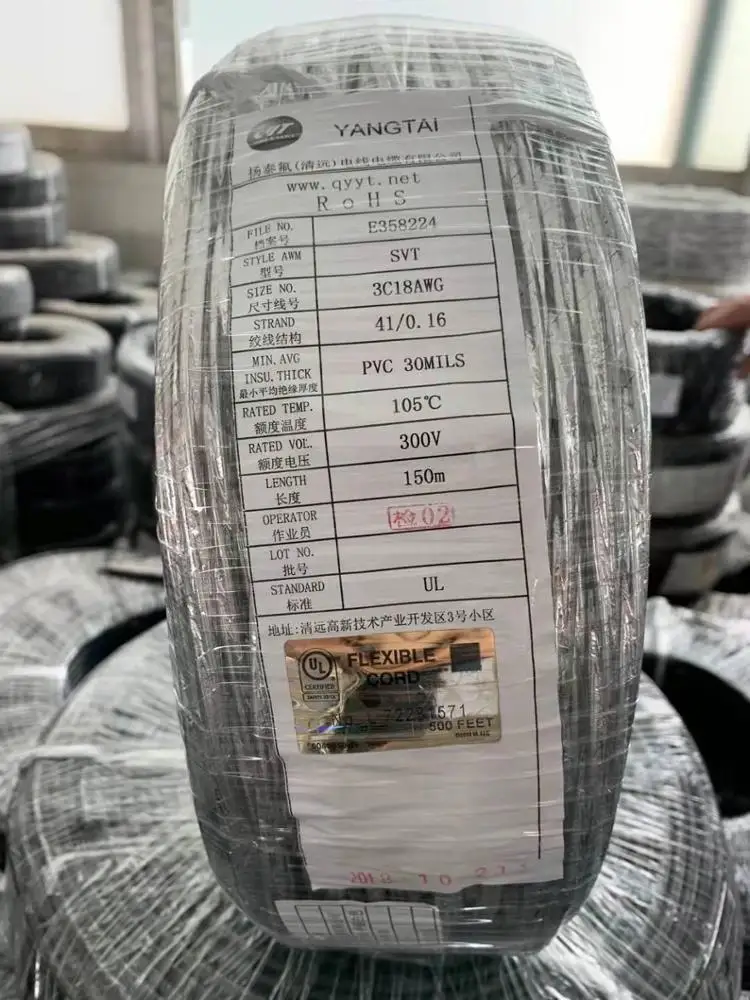 YANGTAI
扬泰氟(清远)电线电缆有限公司
www.qyyt.net
RoHS
FILE NO. 档案号 E358224
STYLE AWM 型号 SVT
SIZE NO. 尺寸线号 3C18AWG
STRAND 绞线结构 41/0.16
MIN. AVG INSU. THICK 最小平均绝缘厚度 PVC 30MILS
RATED TEMP. 额度温度 105℃
RATED VOL. 额度电压 300V
LENGTH 长度 150m
OPERATOR 作业员 检02
LOT NO. 批号
STANDARD 标准 UL
地址:清远高新技术产业开发区3号小区
UL FLEXIBLE
CERTIFIED CORD
NO.
500 FEET